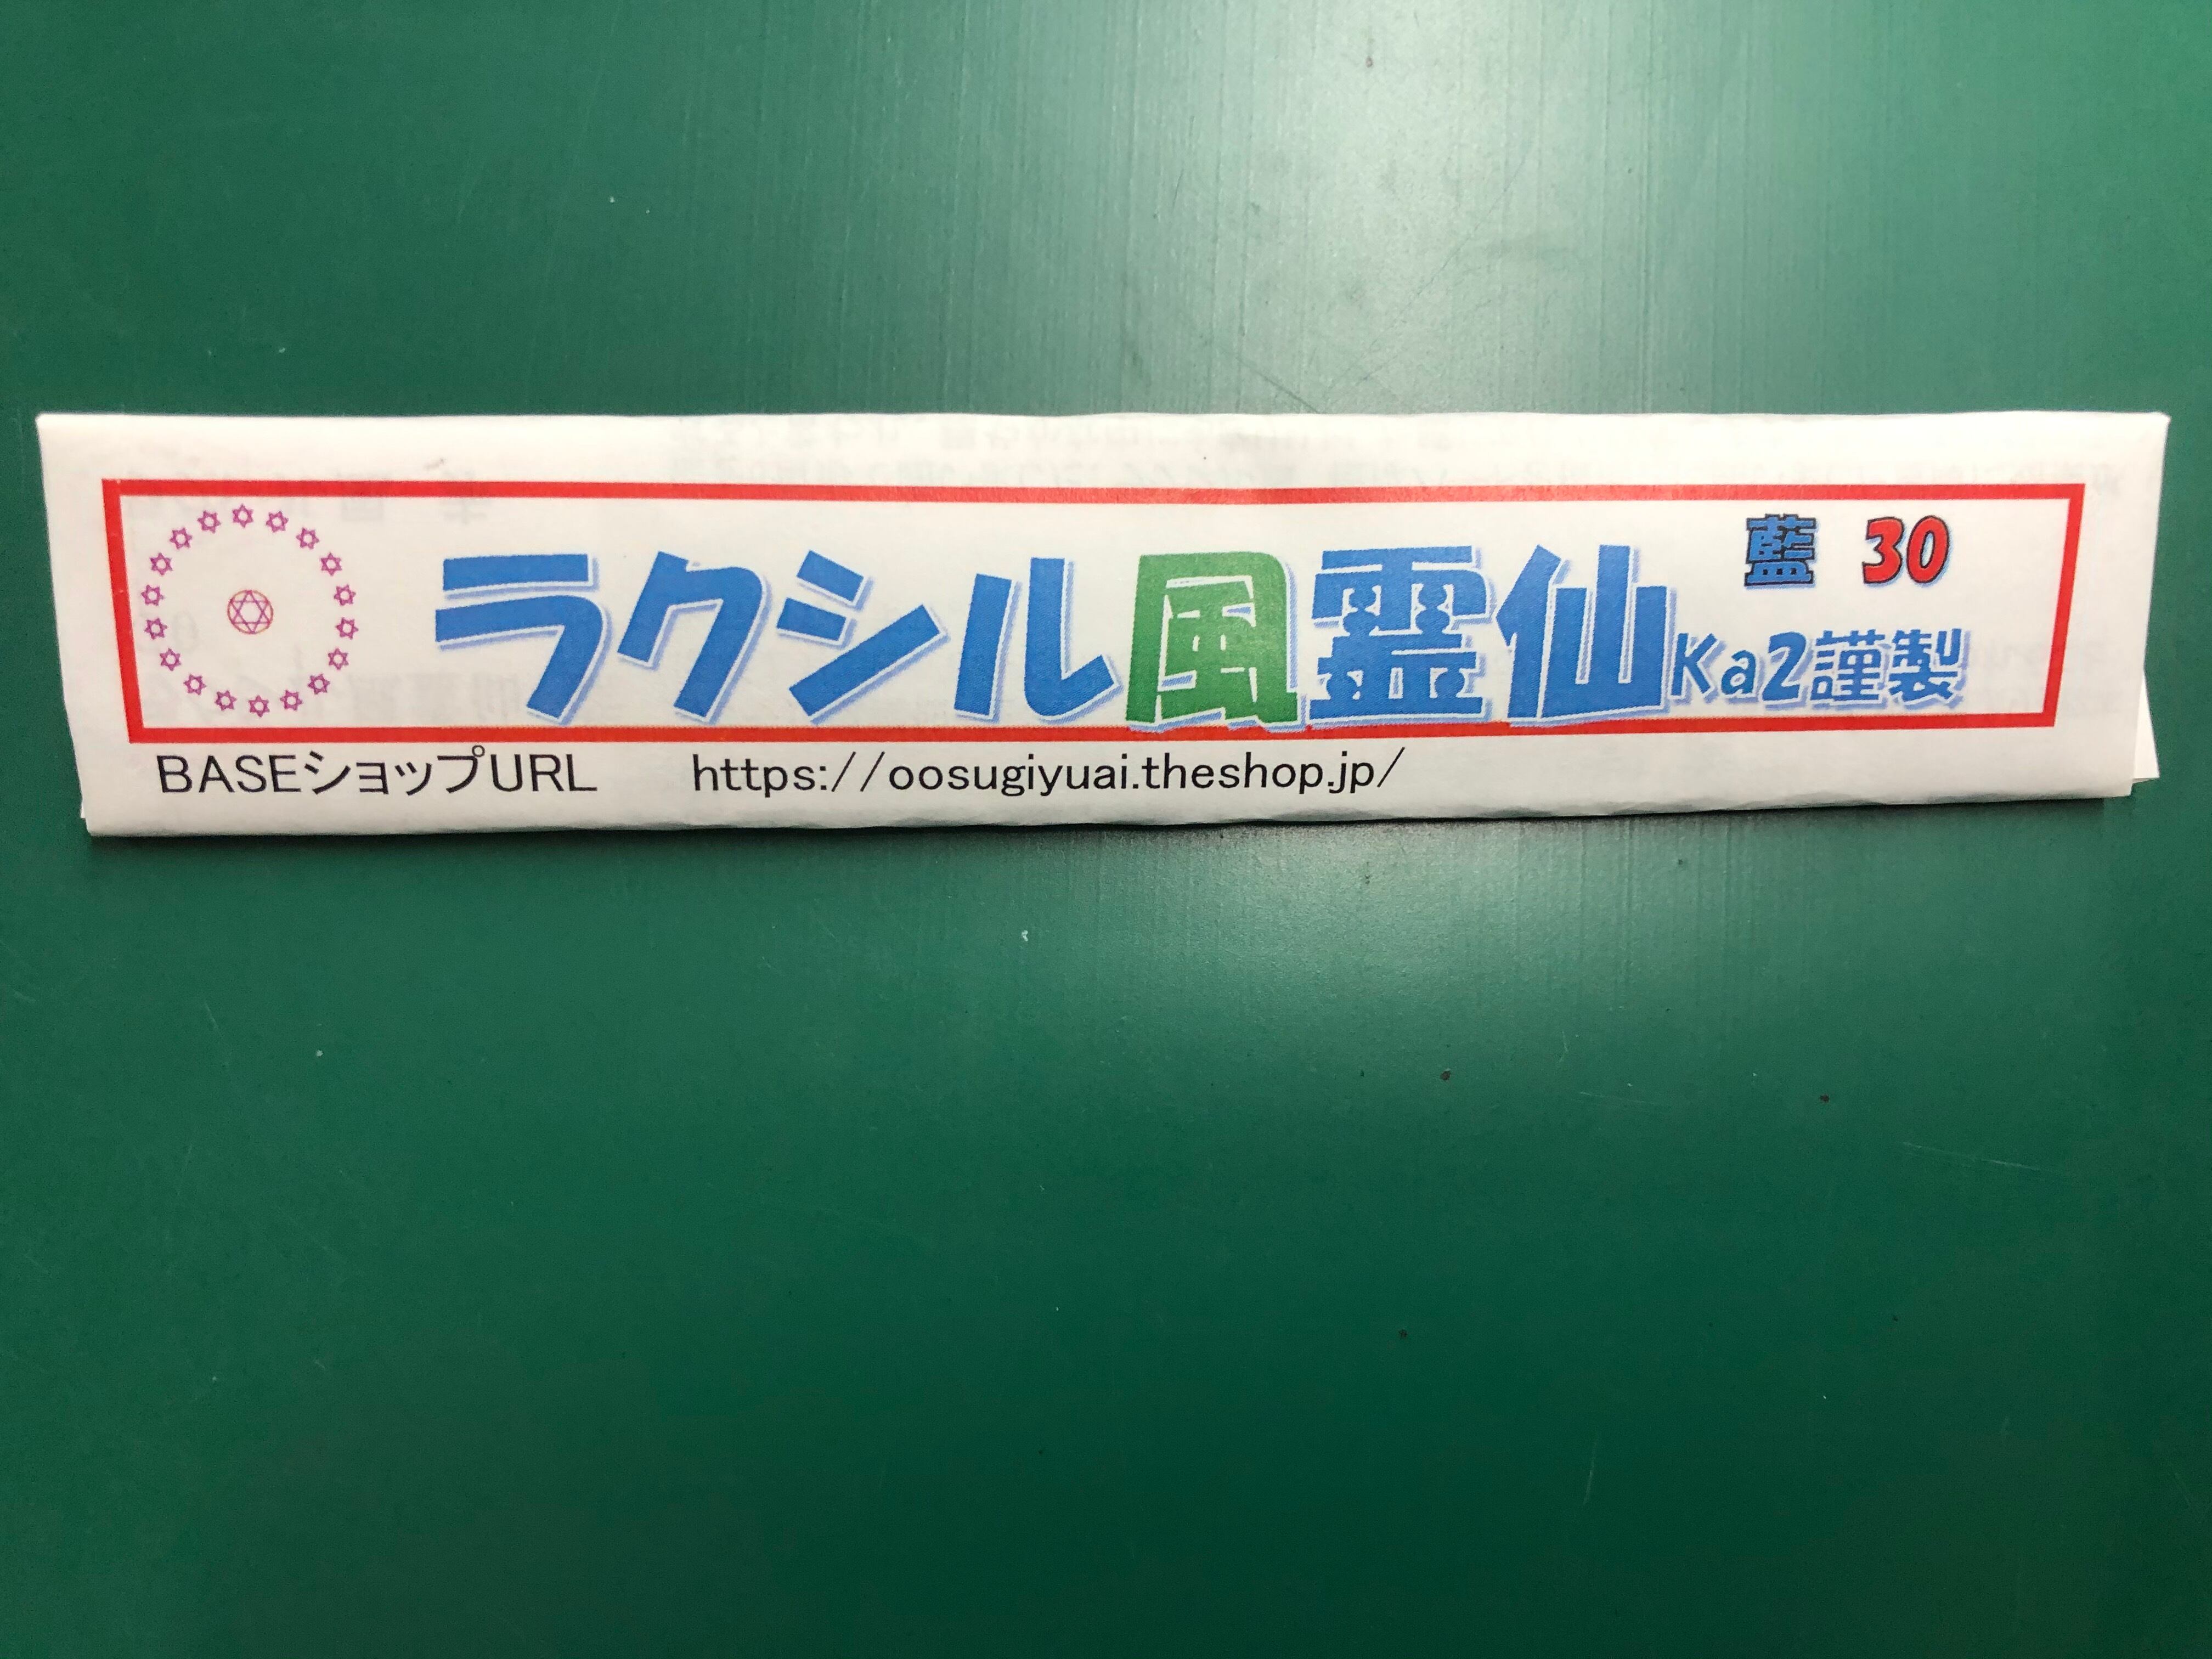 藍 30
ラクシル風霊仙Ka2謹製
BASEショップURL https://oosugiyuai.theshop.jp/